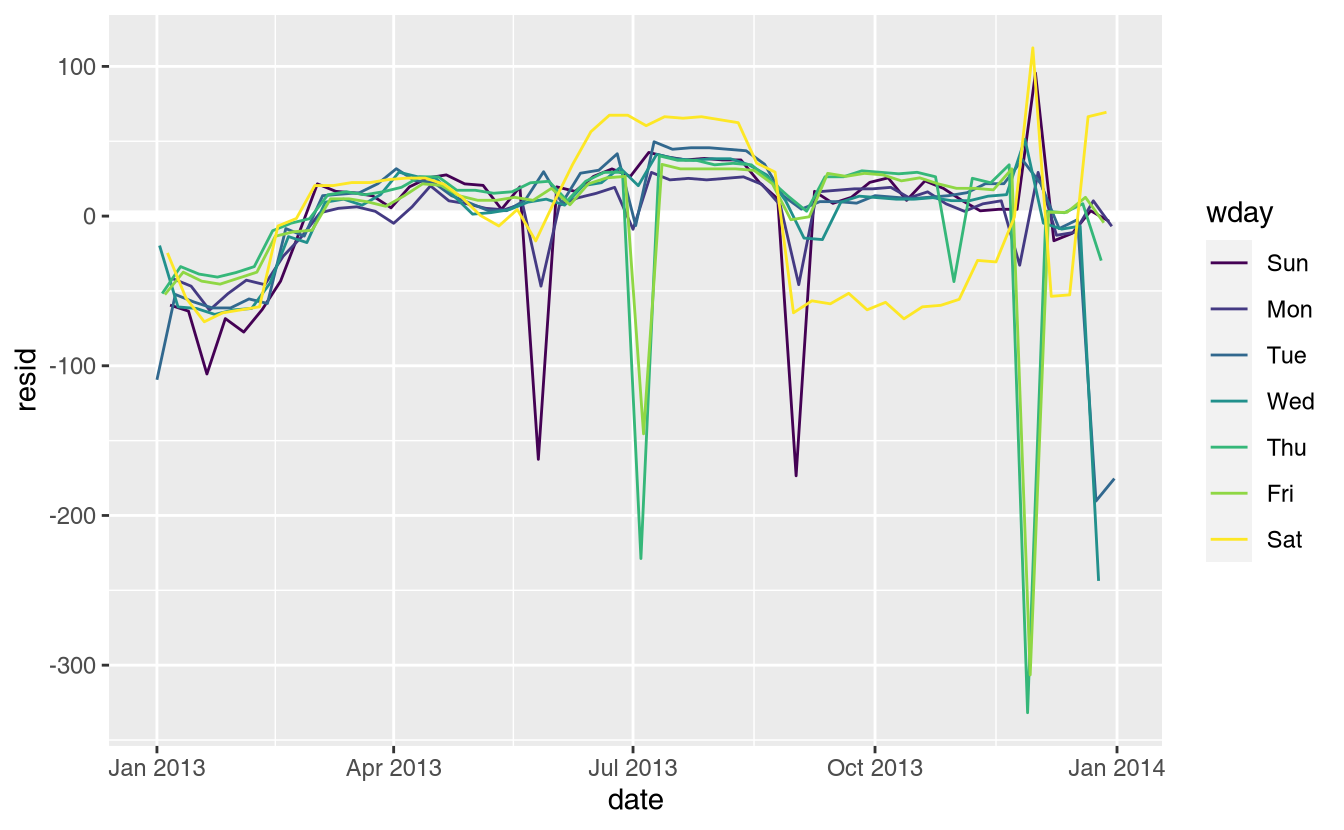 100
0
-100
-200
-300
resid
Jan 2013 Apr 2013 Jul 2013 Oct 2013 Jan 2014
date
wday
Sun
Mon
Tue
Wed
Thu
Fri
Sat